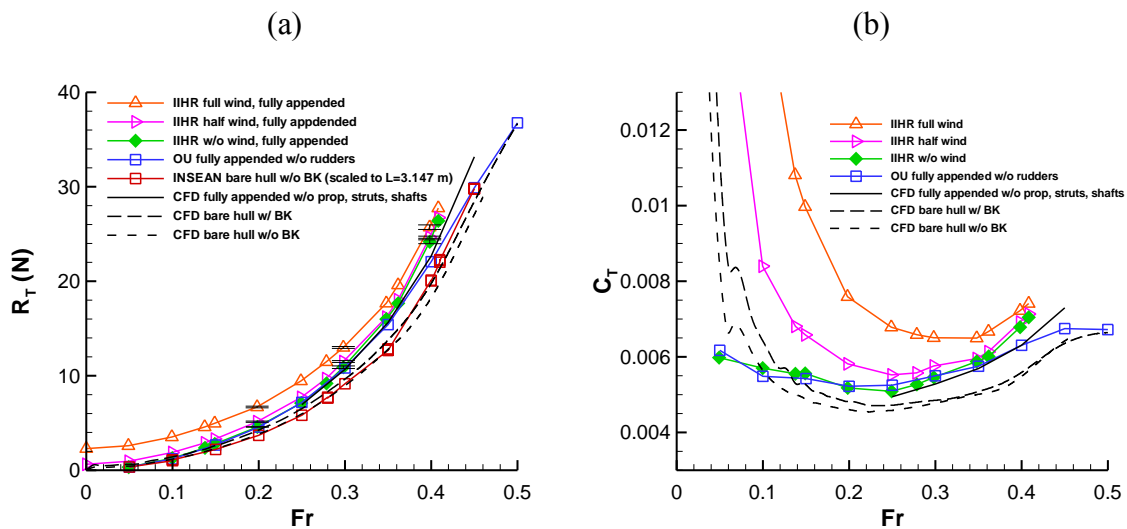 (a)
(b)
R_T (N)
40
30
20
10
0
IIHR full wind, fully appended
IIHR half wind, fully appdended
IIHR w/o wind, fully appended
OU fully appended w/o rudders
INSEAN bare hull w/o BK (scaled to L=3.147 m)
CFD fully appended w/o prop, struts, shafts
CFD bare hull w/ BK
CFD bare hull w/o BK
0 0.1 0.2 0.3 0.4 0.5
Fr
C_T
0.012
0.01
0.008
0.006
0.004
IIHR full wind
IIHR half wind
IIHR w/o wind
OU fully appended w/o rudders
CFD fully appended w/o prop, struts, shafts
CFD bare hull w/ BK
CFD bare hull w/o BK
0 0.1 0.2 0.3 0.4 0.5
Fr